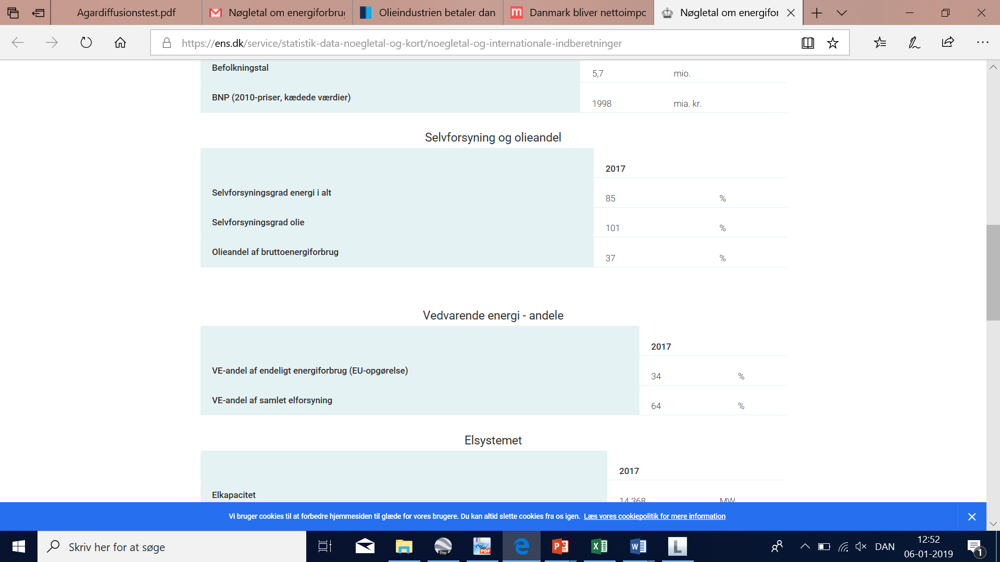 Agardiffusionstest.pdf
Nøgletal om energiforbru
Olieindustrien betaler dan
Danmark bliver nettoimpo
Nøgletal om energifor
https://ens.dk/service/statistik-data-noegletal-og-kort/noegletal-og-internationale-indberetninger
Befolkningstal 5,7 mio.
BNP (2010-priser, kædede værdier) 1998 mia. kr.
Selvforsyning og olieandel
2017
Selvforsyningsgrad energi i alt 85 %
Selvforsyningsgrad olie 101 %
Olieandel af bruttoenergiforbrug 37 %
Vedvarende energi - andele
2017
VE-andel af endeligt energiforbrug (EU-opgørelse) 34 %
VE-andel af samlet elforsyning 64 %
Elsystemet
2017
Elkapacitet 14.368 MW
Vi bruger cookies til at forbedre hjemmesiden til glæde for vores brugere. Du kan altid slette cookies fra os igen. Læs vores cookiepolitik for mere information
Skriv her for at søge
Pro
PDF
DAN
12:52
06-01-2019
1